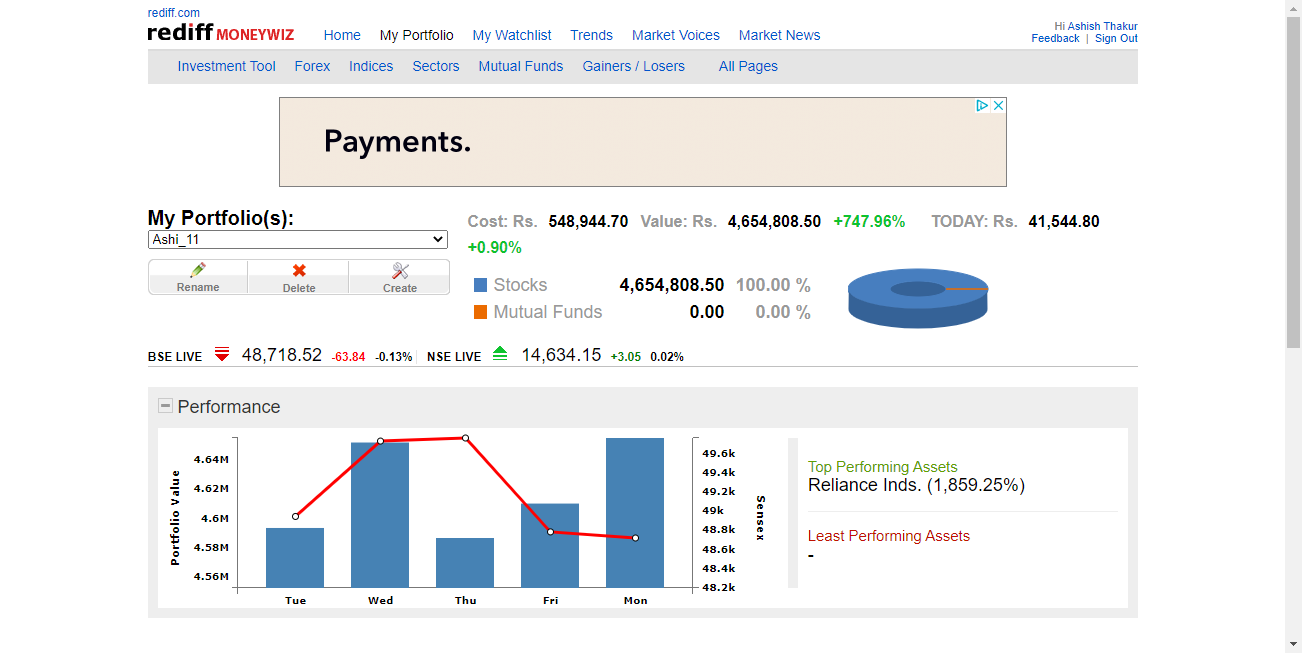 rediff.com
rediff MONEYWIZ
Home My Portfolio My Watchlist Trends Market Voices Market News
Hi Ashish Thakur
Feedback | Sign Out
Investment Tool Forex Indices Sectors Mutual Funds Gainers / Losers All Pages
Payments.
My Portfolio(s):
Ashi_11
Rename Delete Create
Cost: Rs. 548,944.70 Value: Rs. 4,654,808.50 +747.96% TODAY: Rs. 41,544.80
+0.90%
Stocks 4,654,808.50 100.00 %
Mutual Funds 0.00 0.00 %
BSE LIVE 48,718.52 -63.84 -0.13% NSE LIVE 14,634.15 +3.05 0.02%
Performance
Portfolio Value
4.64M
4.62M
4.6M
4.58M
4.56M
Tue Wed Thu Fri Mon
49.6k
49.4k
49.2k
49k
48.8k
48.6k
48.4k
48.2k
Sensex
Top Performing Assets
Reliance Inds. (1,859.25%)
Least Performing Assets
-